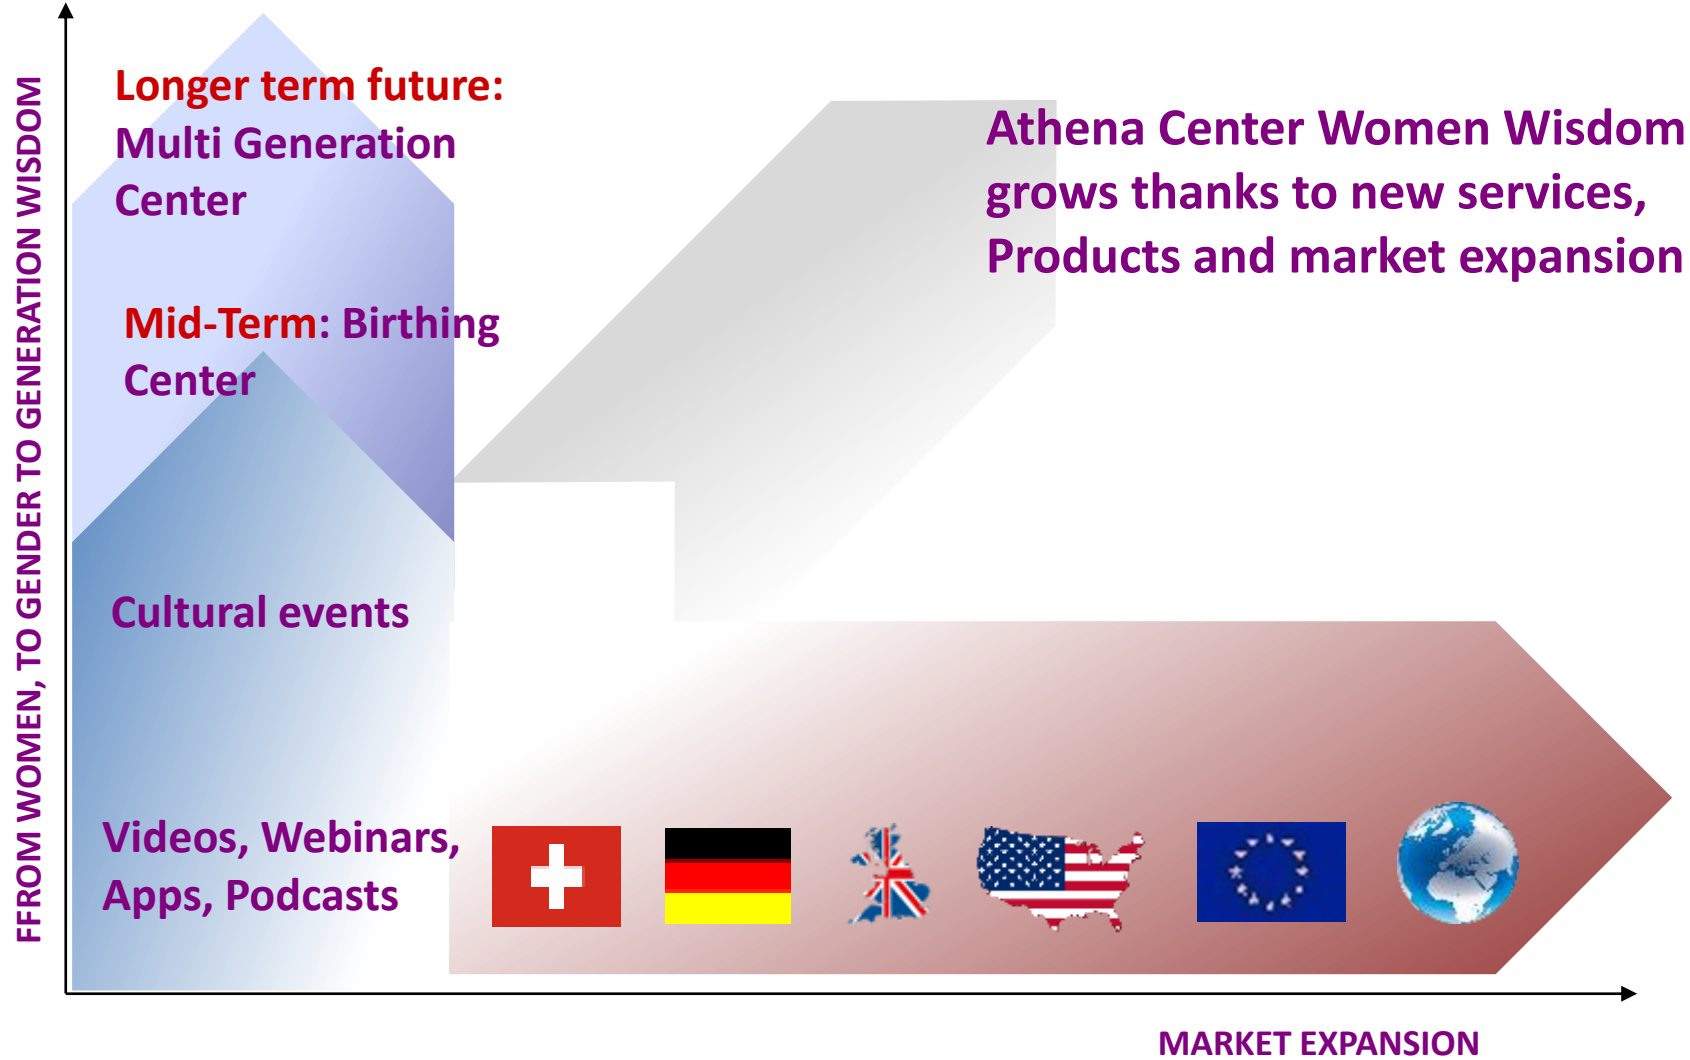 FFROM WOMEN, TO GENDER TO GENERATION WISDOM
Longer term future:
Multi Generation
Center
Mid-Term: Birthing
Center
Cultural events
Videos, Webinars,
Apps, Podcasts
Athena Center Women Wisdom
grows thanks to new services,
Products and market expansion
MARKET EXPANSION